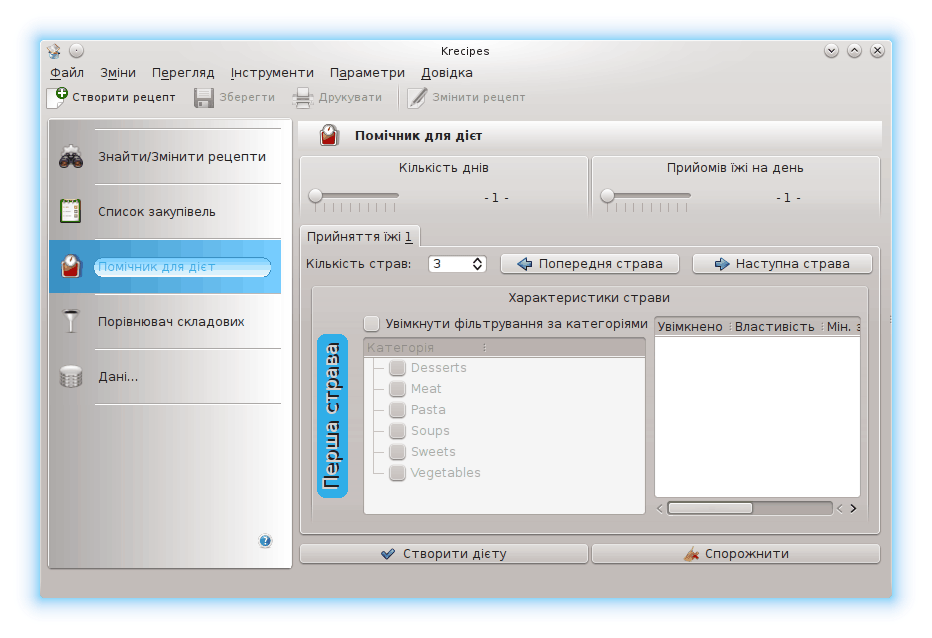 Krecipes
Файл Зміни Перегляд Інструменти Параметри Довідка
Створити рецепт Зберегти Друкувати Змінити рецепт
Знайти/Змінити рецепти
Список закупівель
Помічник для дієт
Порівнювач складових
Дані...
Помічник для дієт
Кількість днів
- 1 -
Прийомів їжі на день
- 1 -
Прийняття їжі 1
Кількість страв: 3 Попередня страва Наступна страва
Характеристики страви
Перша страва
Увімкнути фільтрування за категоріями
Категорія
Desserts
Meat
Pasta
Soups
Sweets
Vegetables
Увімкнено Властивість Мін. з
Створити дієту Спорожнити